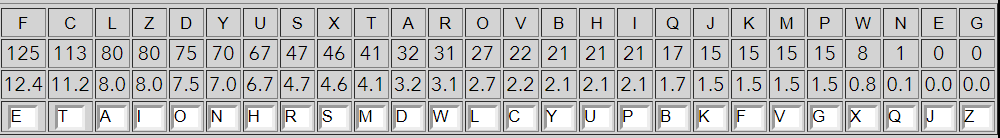 F C L Z D Y U S X T A R O V B H I Q J K M P W N E G
125 113 80 80 75 70 67 47 46 41 32 31 27 22 21 21 21 17 15 15 15 15 8 1 0 0
12.4 11.2 8.0 8.0 7.5 7.0 6.7 4.7 4.6 4.1 3.2 3.1 2.7 2.2 2.1 2.1 2.1 1.7 1.5 1.5 1.5 1.5 0.8 0.1 0.0 0.0
E T A I O N H R S M D W L C Y U P B K F V G X Q J Z